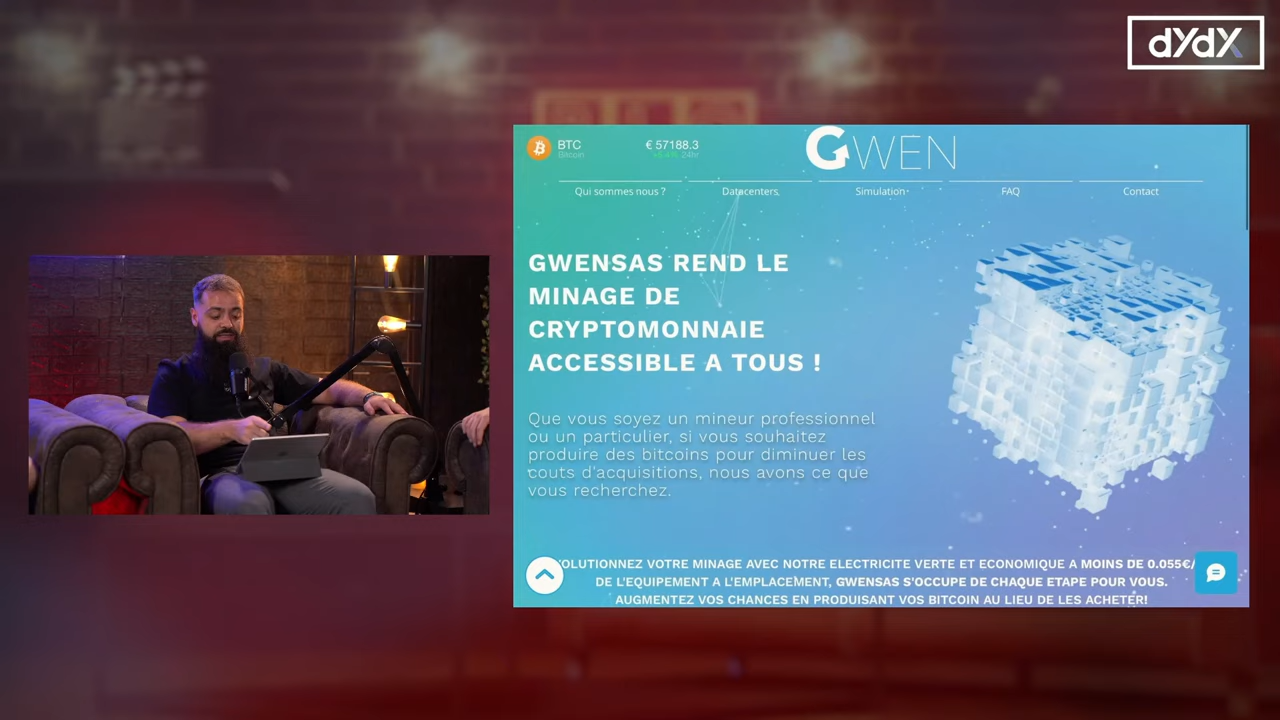 dYdX
BTC
Bitcoin
€ 57188.3
24hr
GWEN
Qui sommes nous ?
Datacenters
Simulation
FAQ
Contact
GWENSAS REND LE
MINAGE DE
CRYPTOMONNAIE
ACCESSIBLE A TOUS !
Que vous soyez un mineur professionnel
ou un particulier, si vous souhaitez
produire des bitcoins pour diminuer les
couts d'acquisitions, nous avons ce que
vous recherchez.
OLUTIONNEZ VOTRE MINAGE AVEC NOTRE ELECTRICITE VERTE ET ECONOMIQUE A MOINS DE 0.055€/
DE L'EQUIPEMENT A L'EMPLACEMENT, GWENSAS S'OCCUPE DE CHAQUE ETAPE POUR VOUS.
AUGMENTEZ VOS CHANCES EN PRODUISANT VOS BITCOIN AU LIEU DE LES ACHETER!